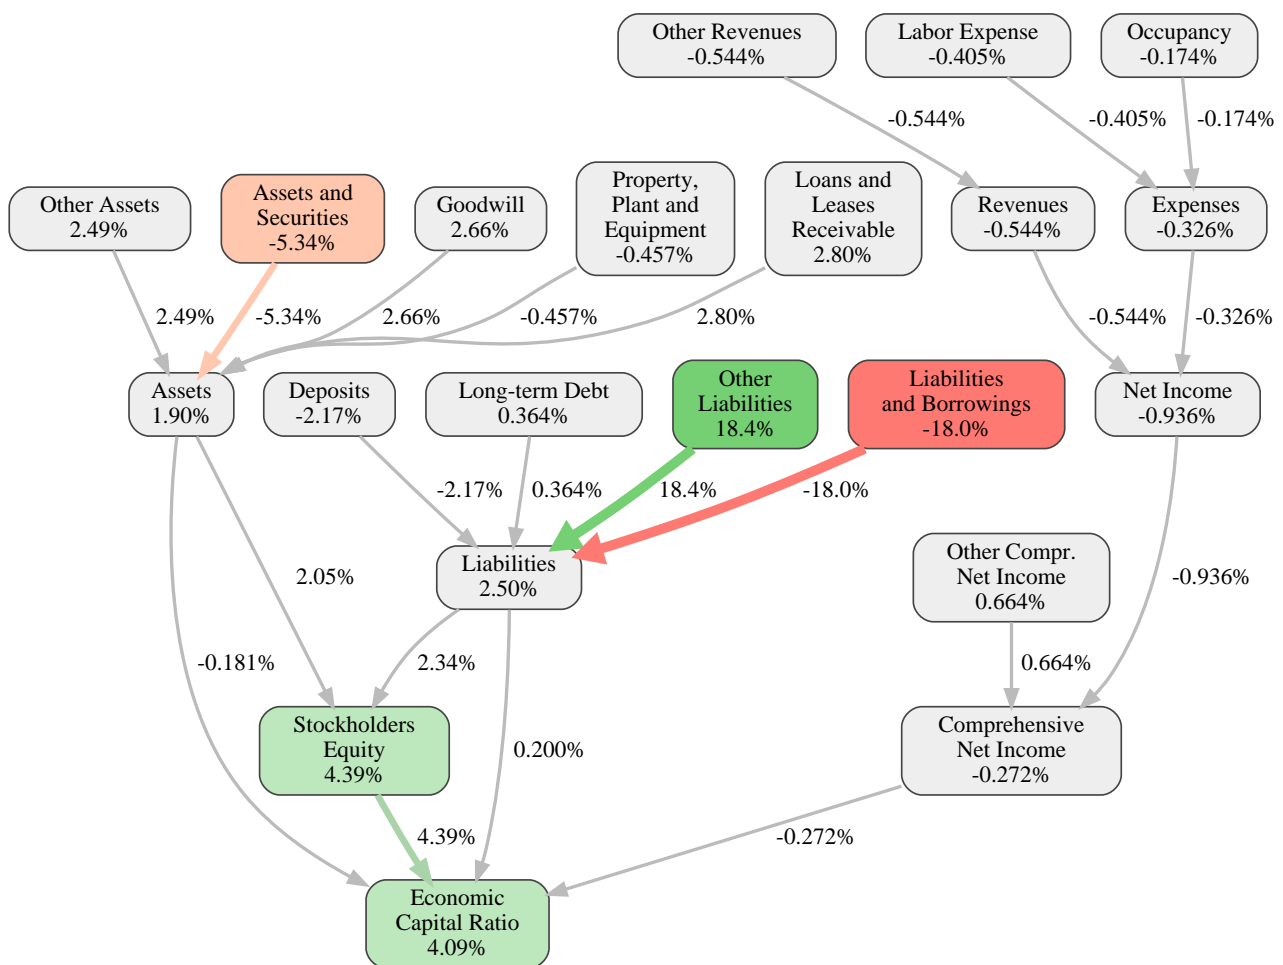 Other Revenues
-0.544%
Labor Expense
-0.405%
Occupancy
-0.174%
-0.544%
-0.405%
-0.174%
Other Assets
2.49%
Assets and
Securities
-5.34%
Goodwill
2.66%
Property,
Plant and
Equipment
-0.457%
Loans and
Leases
Receivable
2.80%
Revenues
-0.544%
Expenses
-0.326%
2.49%
-5.34%
2.66%
-0.457%
2.80%
-0.544%
-0.326%
Assets
1.90%
Deposits
-2.17%
Long-term Debt
0.364%
Other
Liabilities
18.4%
Liabilities
and Borrowings
-18.0%
Net Income
-0.936%
-2.17%
0.364%
18.4%
-18.0%
2.05%
Liabilities
2.50%
Other Compr.
Net Income
0.664%
-0.936%
-0.181%
2.34%
0.664%
Stockholders
Equity
4.39%
0.200%
Comprehensive
Net Income
-0.272%
4.39%
-0.272%
Economic
Capital Ratio
4.09%